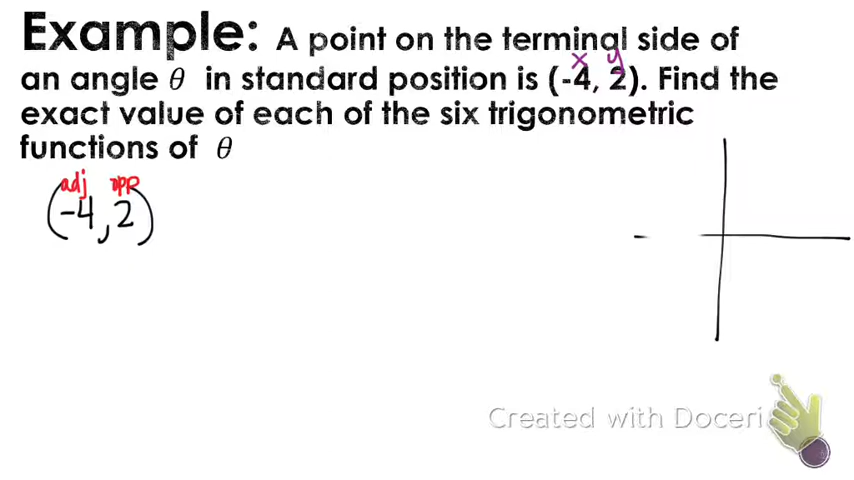 Example: A point on the terminal side of
x y
an angle θ in standard position is (-4, 2). Find the
exact value of each of the six trigonometric
functions of θ
adj opp
(-4, 2)
Created with Doceri